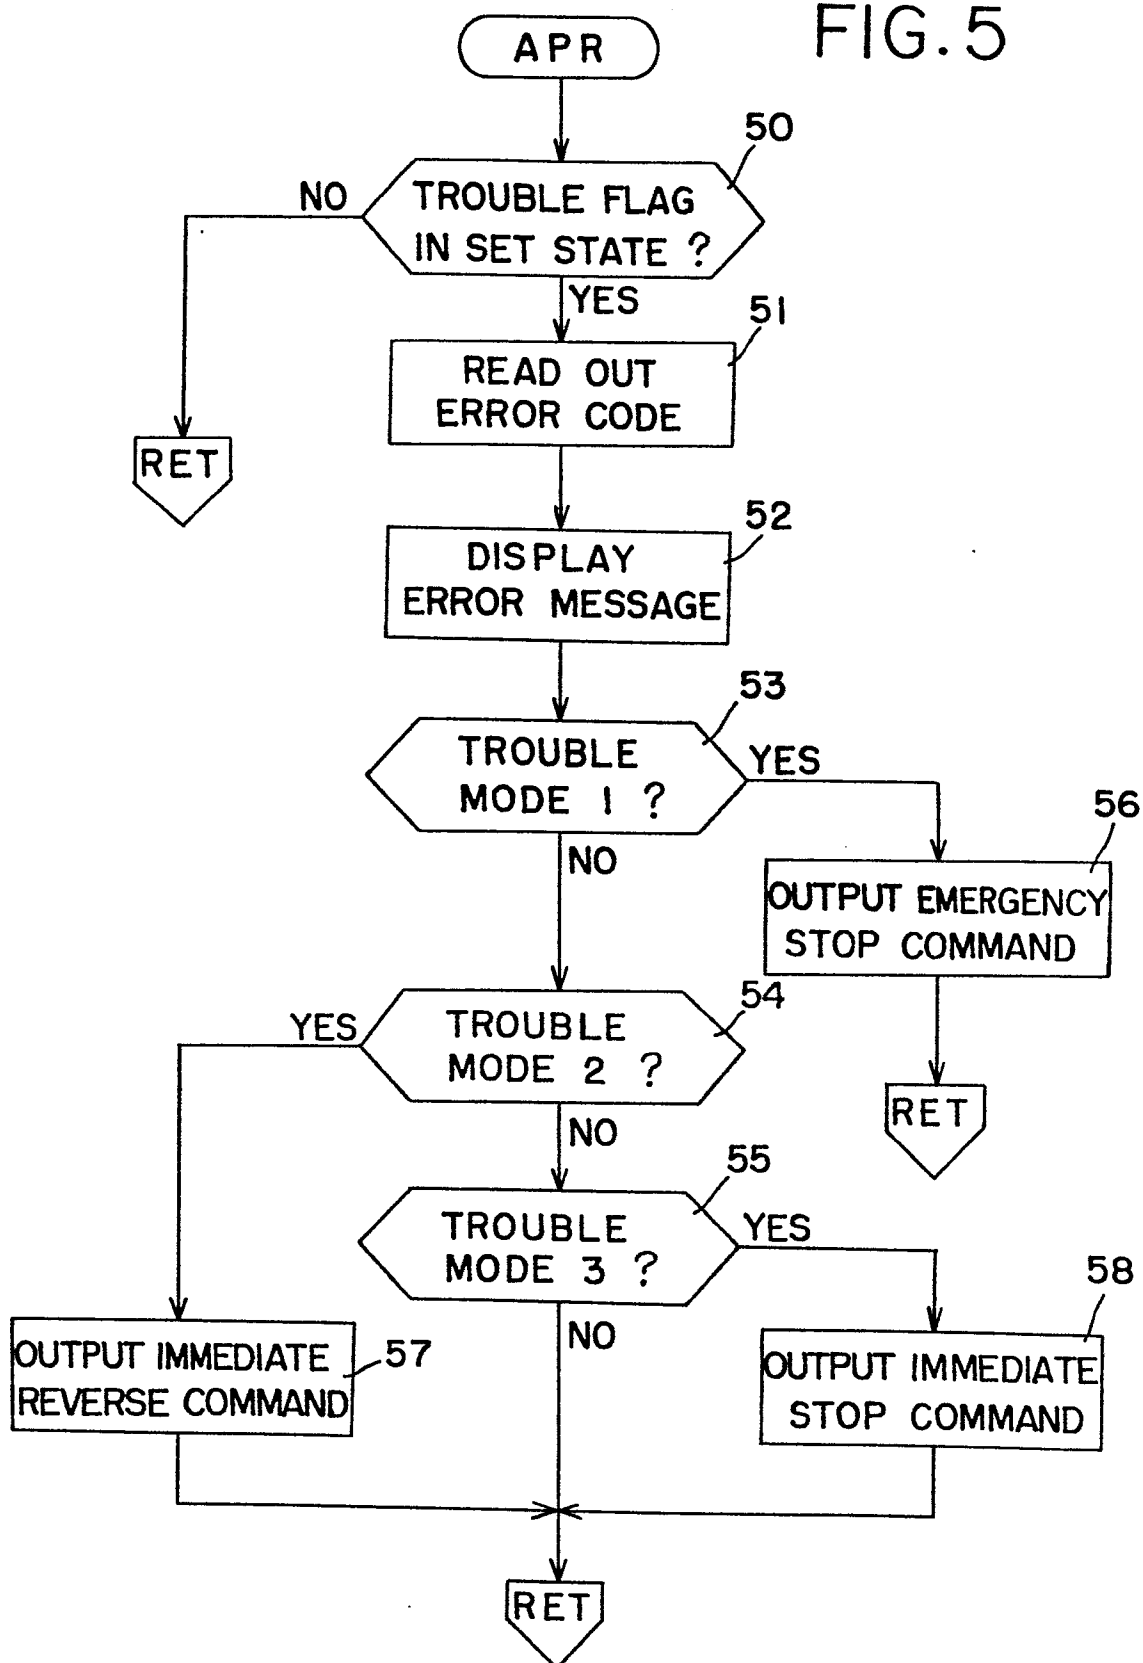 FIG. 5
APR
50
NO
TROUBLE FLAG
IN SET STATE ?
YES
51
READ OUT
ERROR CODE
RET
52
DISPLAY
ERROR MESSAGE
53
TROUBLE
MODE 1 ?
YES
NO
56
OUTPUT EMERGENCY
STOP COMMAND
54
YES
TROUBLE
MODE 2 ?
NO
RET
55
TROUBLE
MODE 3 ?
YES
NO
58
57
OUTPUT IMMEDIATE
REVERSE COMMAND
OUTPUT IMMEDIATE
STOP COMMAND
RET